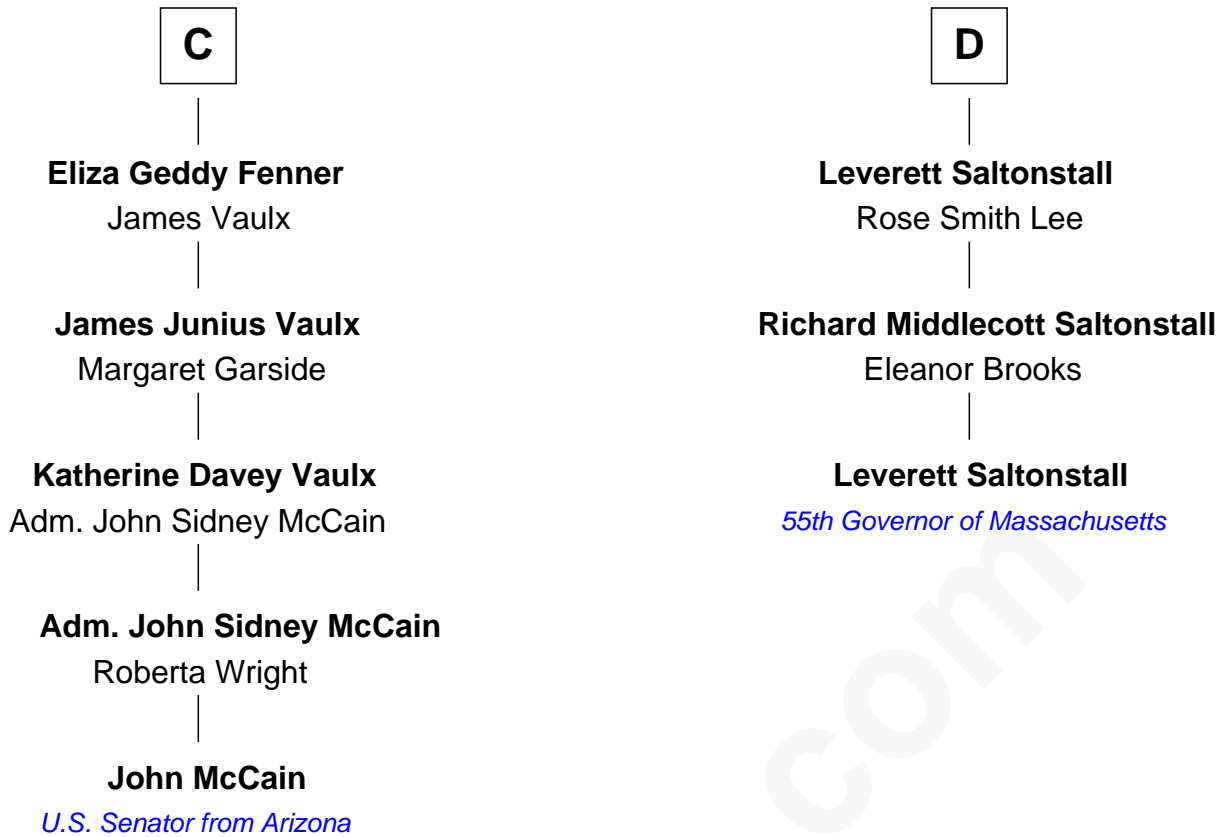 C
Eliza Geddy Fenner
James Vaulx
James Junius Vaulx
Margaret Garside
Katherine Davey Vaulx
Adm. John Sidney McCain
Adm. John Sidney McCain
Roberta Wright
John McCain
U.S. Senator from Arizona
D
Leverett Saltonstall
Rose Smith Lee
Richard Middlecott Saltonstall
Eleanor Brooks
Leverett Saltonstall
55th Governor of Massachusetts
com